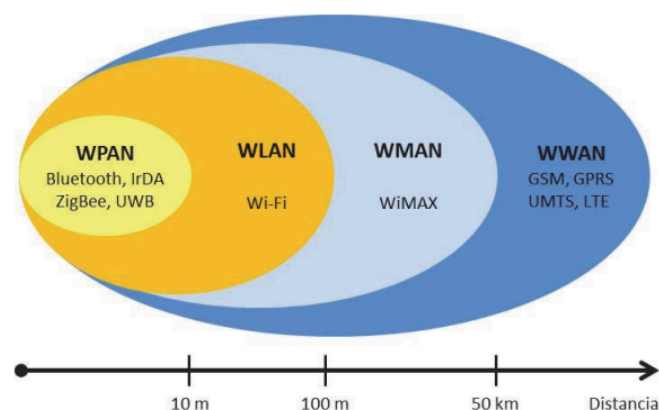 WPAN
Bluetooth, IrDA
ZigBee, UWB
WLAN
Wi-Fi
WMAN
WiMAX
WWAN
GSM, GPRS
UMTS, LTE
10 m
100 m
50 km
Distancia